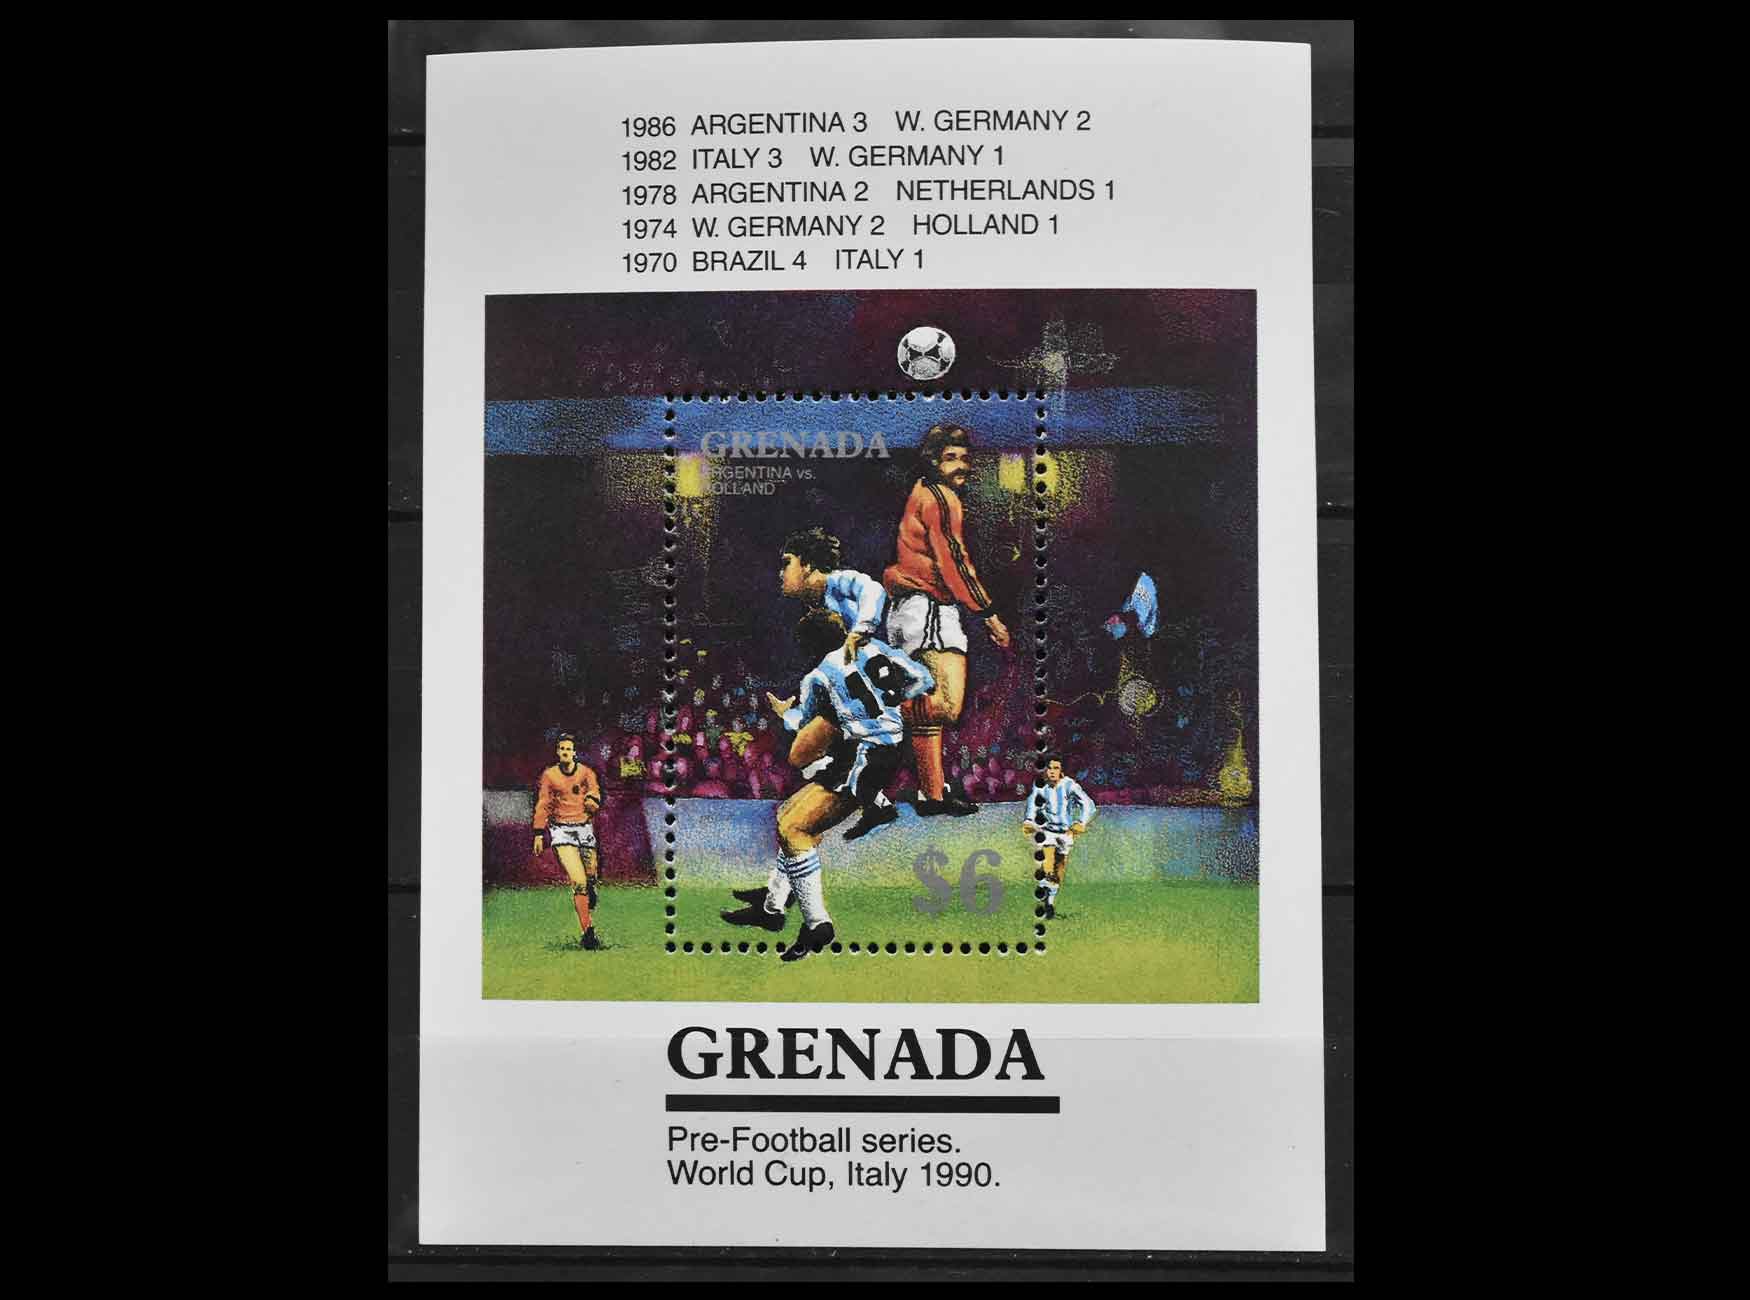 1986 ARGENTINA 3 W. GERMANY 2
1982 ITALY 3 W. GERMANY 1
1978 ARGENTINA 2 NETHERLANDS 1
1974 W. GERMANY 2 HOLLAND 1
1970 BRAZIL 4 ITALY 1
GRENADA
ARGENTINA vs.
HOLLAND
19
$6
GRENADA
Pre-Football series.
World Cup, Italy 1990.